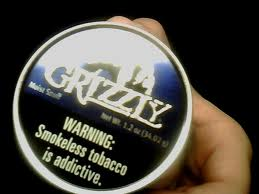 GRIZZLY
Moist Snuff
Net Wt. 1.2 oz (34.02 g)
WARNING:
Smokeless tobacco
is addictive.